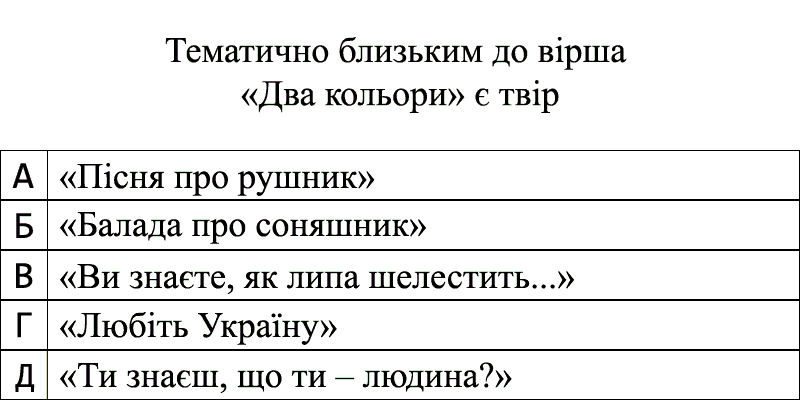 Тематично близьким до вірша
«Два кольори» є твір
А «Пісня про рушник»
Б «Балада про соняшник»
В «Ви знаєте, як липа шелестить...»
Г «Любіть Україну»
Д «Ти знаєш, що ти – людина?»